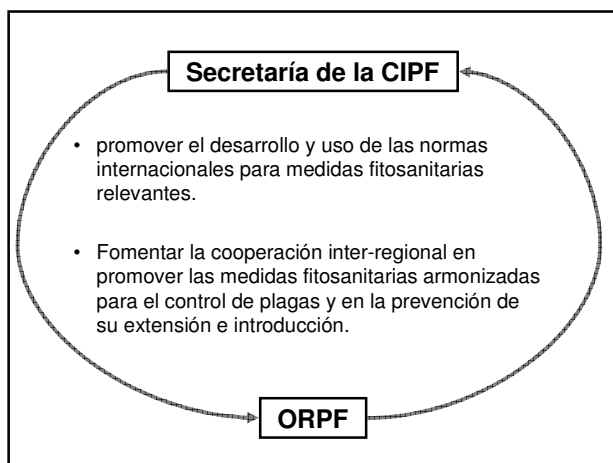 Secretaría de la CIPF
• promover el desarrollo y uso de las normas
internacionales para medidas fitosanitarias
relevantes.
• Fomentar la cooperación inter-regional en
promover las medidas fitosanitarias armonizadas
para el control de plagas y en la prevención de
su extensión e introducción.
ORPF